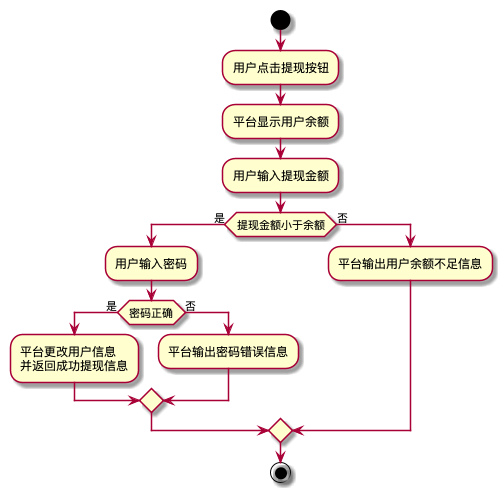 用户点击提现按钮
平台显示用户余额
用户输入提现金额
是
提现金额小于余额
否
用户输入密码
平台输出用户余额不足信息
是
密码正确
否
平台更改用户信息
并返回成功提现信息
平台输出密码错误信息